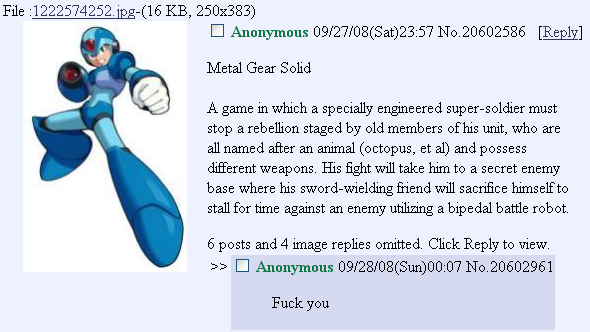 File :1222574252.jpg-(16 KB, 250x383)
Anonymous 09/27/08(Sat)23:57 No.20602586 [Reply]
Metal Gear Solid
A game in which a specially engineered super-soldier must
stop a rebellion staged by old members of his unit, who are
all named after an animal (octopus, et al) and possess
different weapons. His fight will take him to a secret enemy
base where his sword-wielding friend will sacrifice himself to
stall for time against an enemy utilizing a bipedal battle robot.
6 posts and 4 image replies omitted. Click Reply to view.
>> Anonymous 09/28/08(Sun)00:07 No.20602961
Fuck you